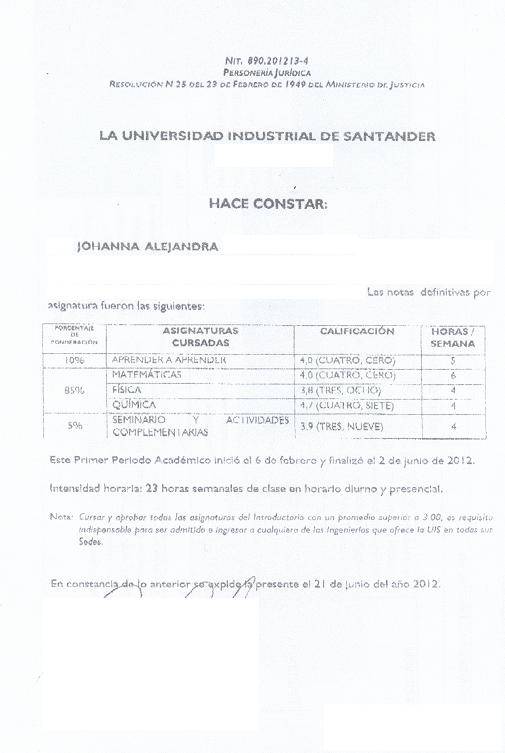 NIT. 890.201213-4
PERSONERÍA JURÍDICA
RESOLUCIÓN N 25 DEL 23 DE FEBRERO DE 1949 DEL MINISTERIO DE JUSTICIA
LA UNIVERSIDAD INDUSTRIAL DE SANTANDER
HACE CONSTAR:
JOHANNA ALEJANDRA
Las notas definitivas por
asignatura fueron las siguientes:
PORCENTAJE DE PONDERACIÓN ASIGNATURAS CURSADAS CALIFICACIÓN HORAS / SEMANA
10% APRENDER A APRENDER 4,0 (CUATRO, CERO) 5
85% MATEMÁTICAS 4,0 (CUATRO, CERO) 6
FÍSICA 3,8 (TRES, OCHO) 4
QUÍMICA 4,7 (CUATRO, SIETE) 4
5% SEMINARIO Y ACTIVIDADES COMPLEMENTARIAS 3,9 (TRES, NUEVE) 4
Este Primer Periodo Académico inició el 6 de febrero y finalizó el 2 de junio de 2012.
Intensidad horaria: 23 horas semanales de clase en horario diurno y presencial.
Nota: Cursar y aprobar todas las asignaturas del Introductorio con un promedio superior a 3.00, es requisito
indispensable para ser admitido e ingresar a cualquiera de las Ingenierías que ofrece la UIS en todas sus
Sedes.
En constancia de lo anterior se expide la presente el 21 de junio del año 2012.